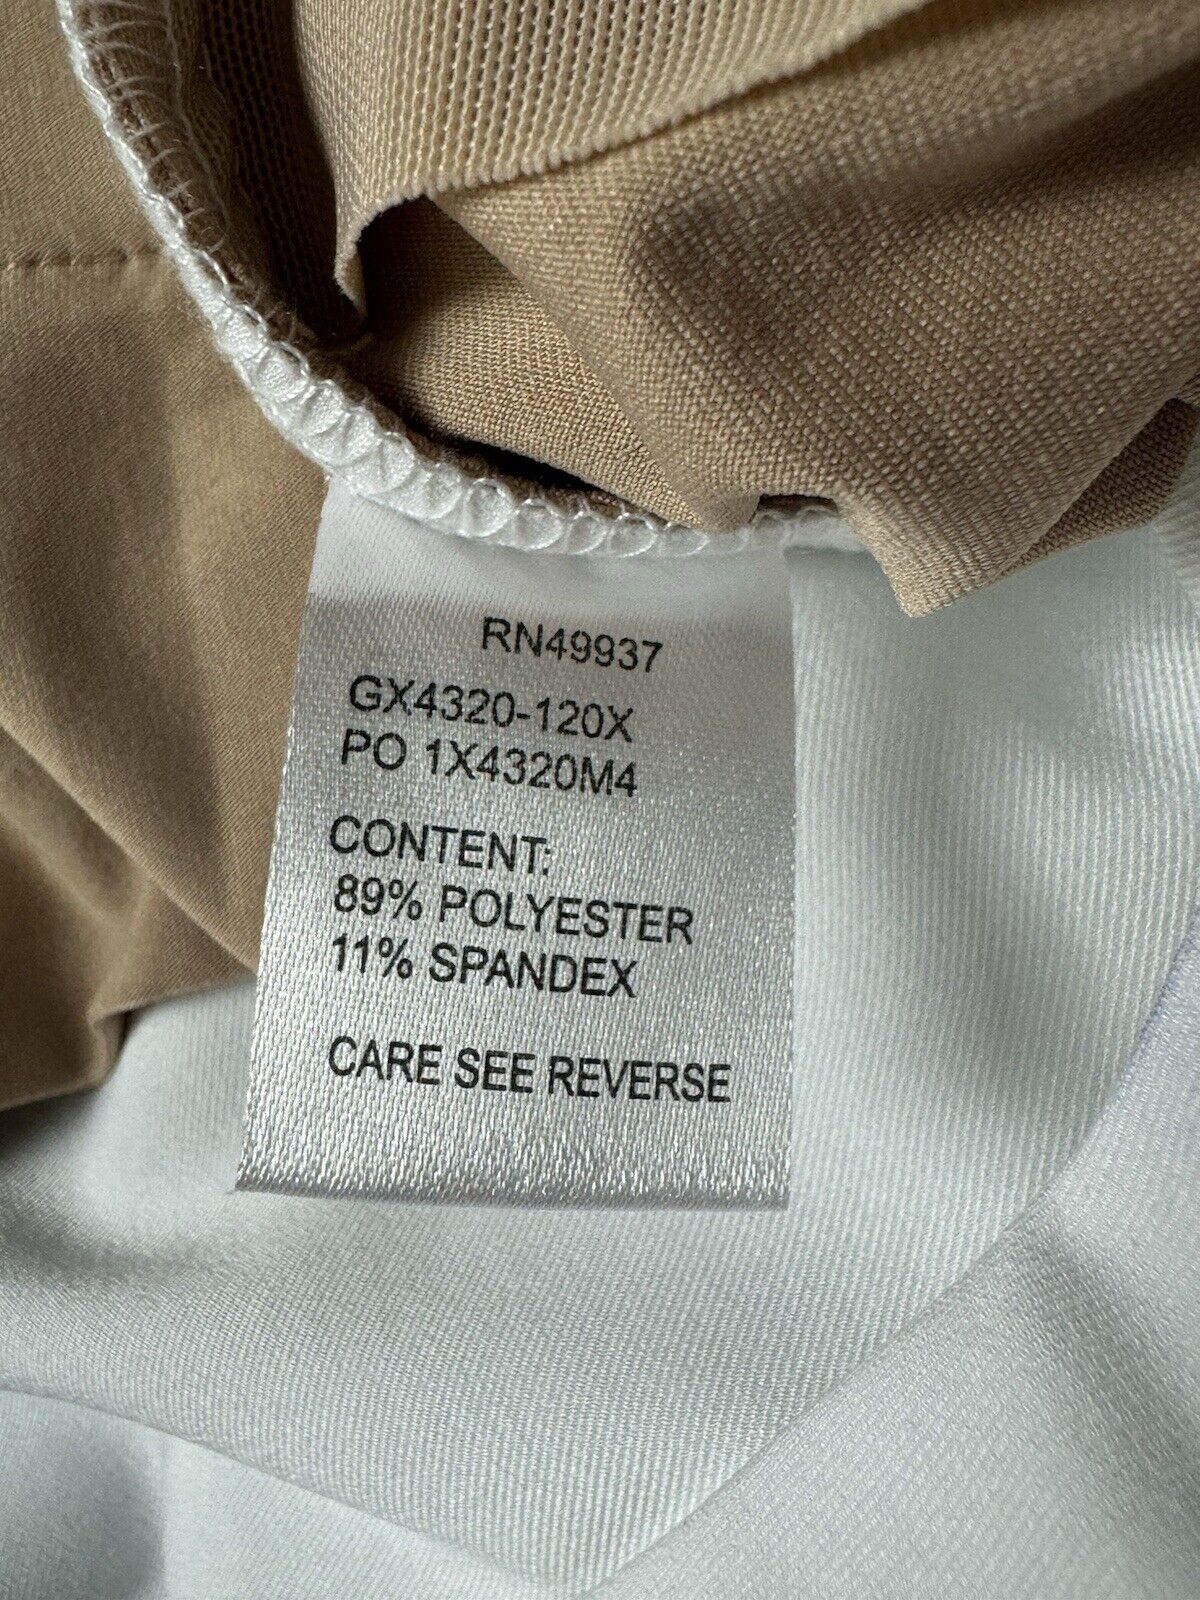 RN49937
GX4320-120X
PO 1X4320M4
CONTENT:
89% POLYESTER
11% SPANDEX
CARE SEE REVERSE